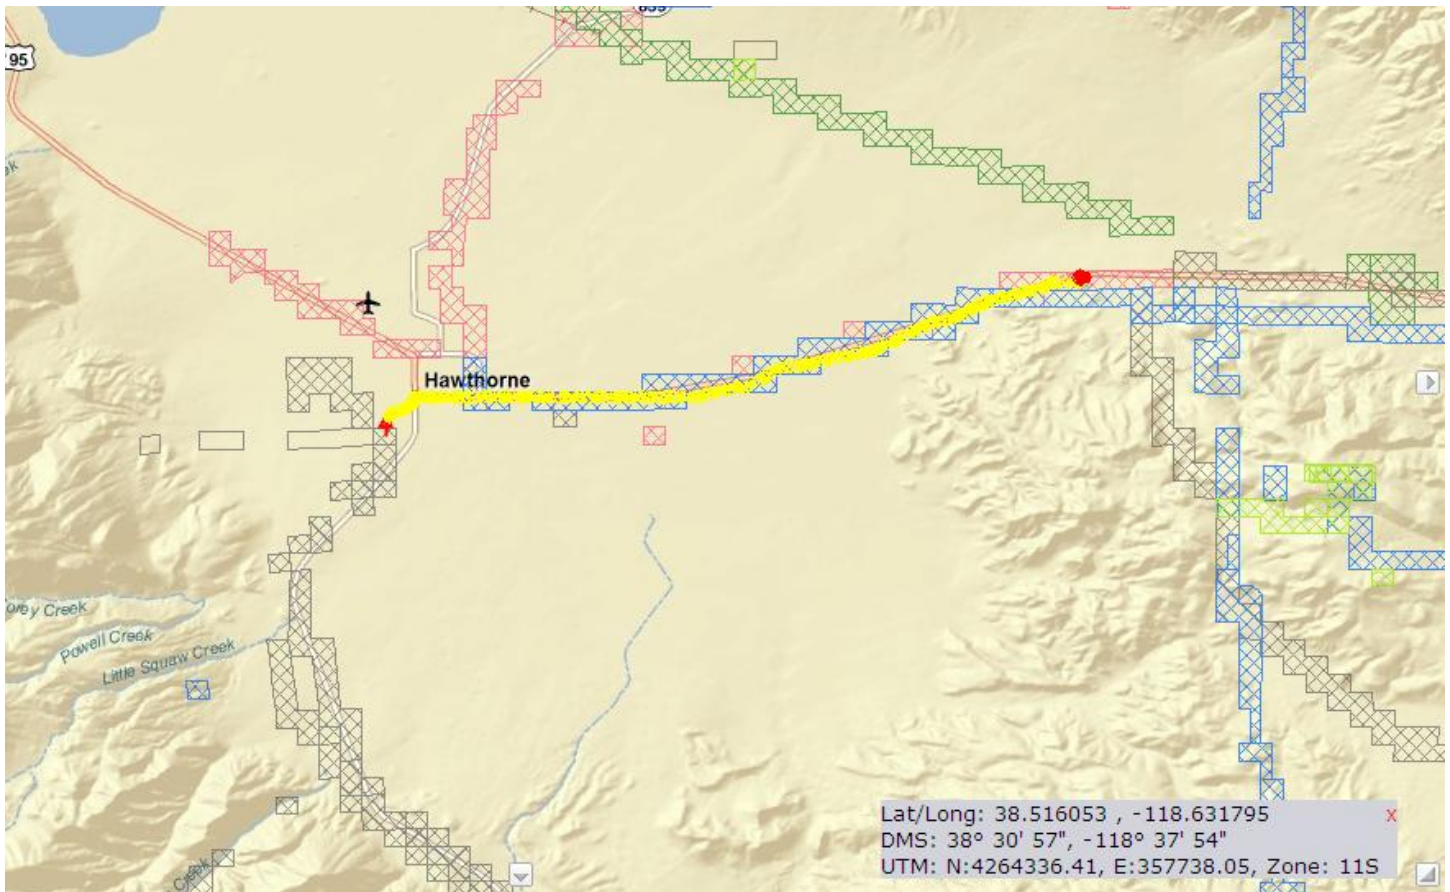 95
Hawthorne
Powell Creek
Little Squaw Creek
Creek
Lat/Long: 38.516053 , -118.631795
x
DMS: 38° 30' 57", -118° 37' 54"
UTM: N:4264336.41, E:357738.05, Zone: 11S